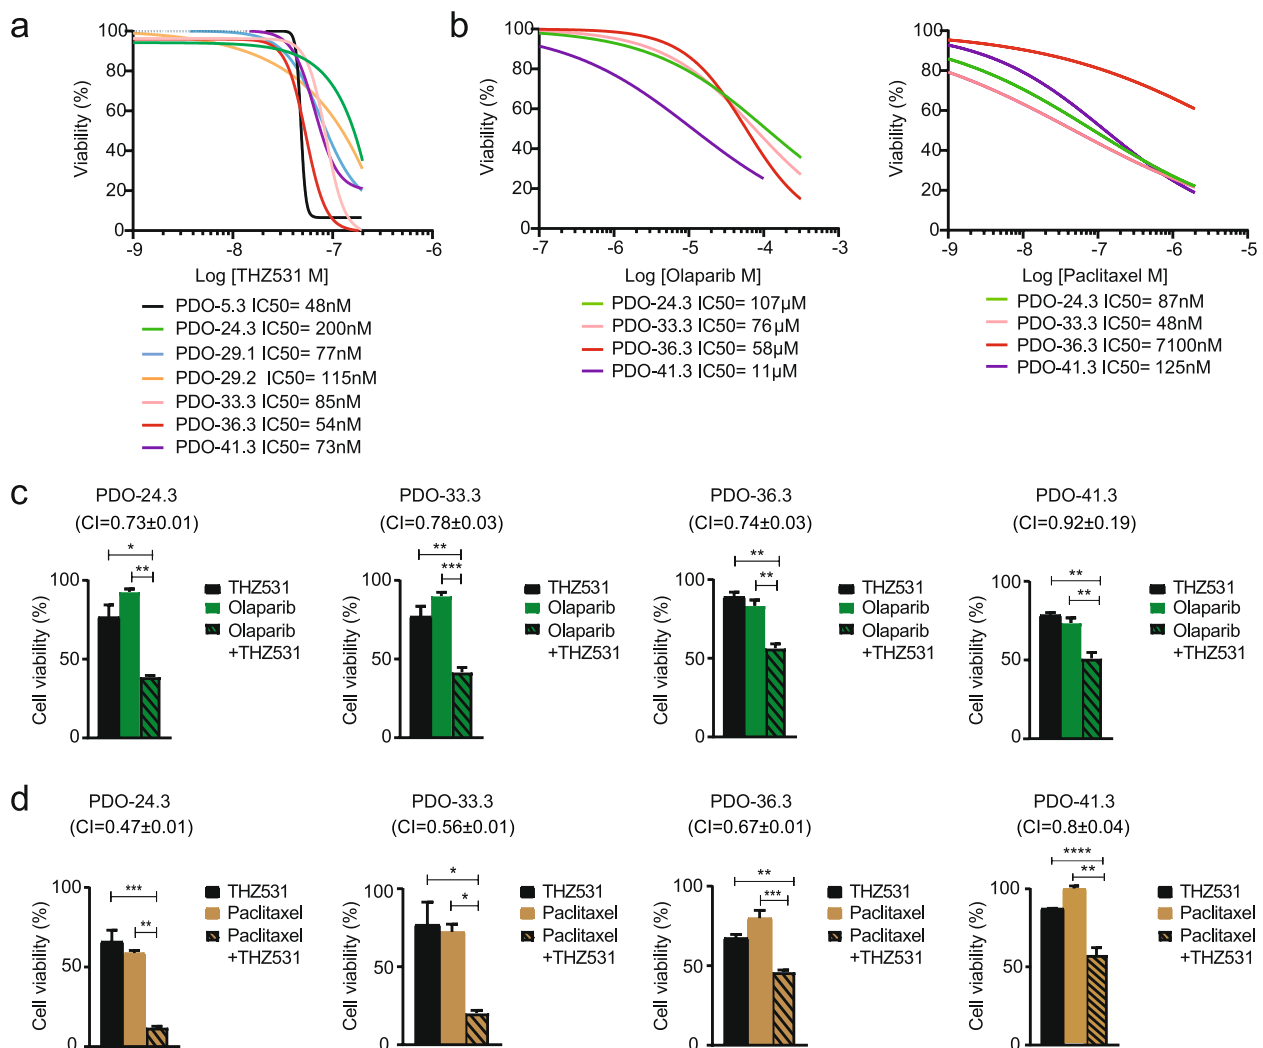 a
Viability (%)
100
80
60
40
20
0
-9
-8
-7
-6
Log [THZ531 M]
PDO-5.3 IC50= 48nM
PDO-24.3 IC50= 200nM
PDO-29.1 IC50= 77nM
PDO-29.2 IC50= 115nM
PDO-33.3 IC50= 85nM
PDO-36.3 IC50= 54nM
PDO-41.3 IC50= 73nM
b
Viability (%)
100
80
60
40
20
0
-7
-6
-5
-4
-3
Log [Olaparib M]
PDO-24.3 IC50= 107µM
PDO-33.3 IC50= 76µM
PDO-36.3 IC50= 58µM
PDO-41.3 IC50= 11µM
Viability (%)
100
80
60
40
20
0
-9
-8
-7
-6
-5
Log [Paclitaxel M]
PDO-24.3 IC50= 87nM
PDO-33.3 IC50= 48nM
PDO-36.3 IC50= 7100nM
PDO-41.3 IC50= 125nM
c
PDO-24.3
(CI=0.73±0.01)
*
**
Cell viability (%)
100
50
0
THZ531
Olaparib
Olaparib
+THZ531
PDO-33.3
(CI=0.78±0.03)
**
***
Cell viability (%)
100
50
0
THZ531
Olaparib
Olaparib
+THZ531
PDO-36.3
(CI=0.74±0.03)
**
**
Cell viability (%)
100
50
0
THZ531
Olaparib
Olaparib
+THZ531
PDO-41.3
(CI=0.92±0.19)
**
**
Cell viability (%)
100
50
0
THZ531
Olaparib
Olaparib
+THZ531
d
PDO-24.3
(CI=0.47±0.01)
***
**
Cell viability (%)
100
50
0
THZ531
Paclitaxel
Paclitaxel
+THZ531
PDO-33.3
(CI=0.56±0.01)
*
*
Cell viability (%)
100
50
0
THZ531
Paclitaxel
Paclitaxel
+THZ531
PDO-36.3
(CI=0.67±0.01)
**
***
Cell viability (%)
100
50
0
THZ531
Paclitaxel
Paclitaxel
+THZ531
PDO-41.3
(CI=0.8±0.04)
****
**
Cell viability (%)
100
50
0
THZ531
Paclitaxel
Paclitaxel
+THZ531